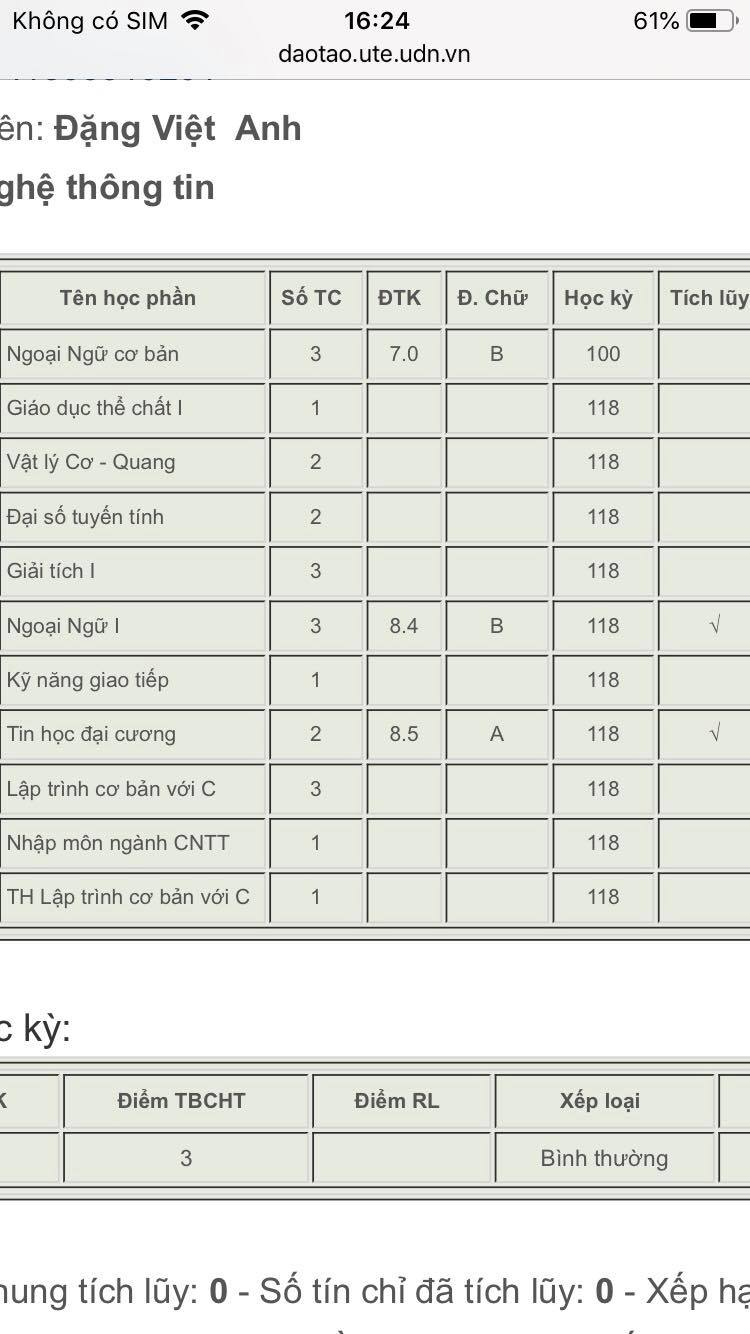 Không có SIM 16:24 61%
daotao.ute.udn.vn
ên: Đặng Việt Anh
ghệ thông tin
Tên học phần Số TC ĐTK Đ. Chữ Học kỳ Tích lũy
Ngoại Ngữ cơ bản 3 7.0 B 100
Giáo dục thể chất I 1 118
Vật lý Cơ - Quang 2 118
Đại số tuyến tính 2 118
Giải tích I 3 118
Ngoại Ngữ I 3 8.4 B 118 √
Kỹ năng giao tiếp 1 118
Tin học đại cương 2 8.5 A 118 √
Lập trình cơ bản với C 3 118
Nhập môn ngành CNTT 1 118
TH Lập trình cơ bản với C 1 118
c kỳ:
K Điểm TBCHT Điểm RL Xếp loại
3 Bình thường
hung tích lũy: 0 - Số tín chỉ đã tích lũy: 0 - Xếp hạ